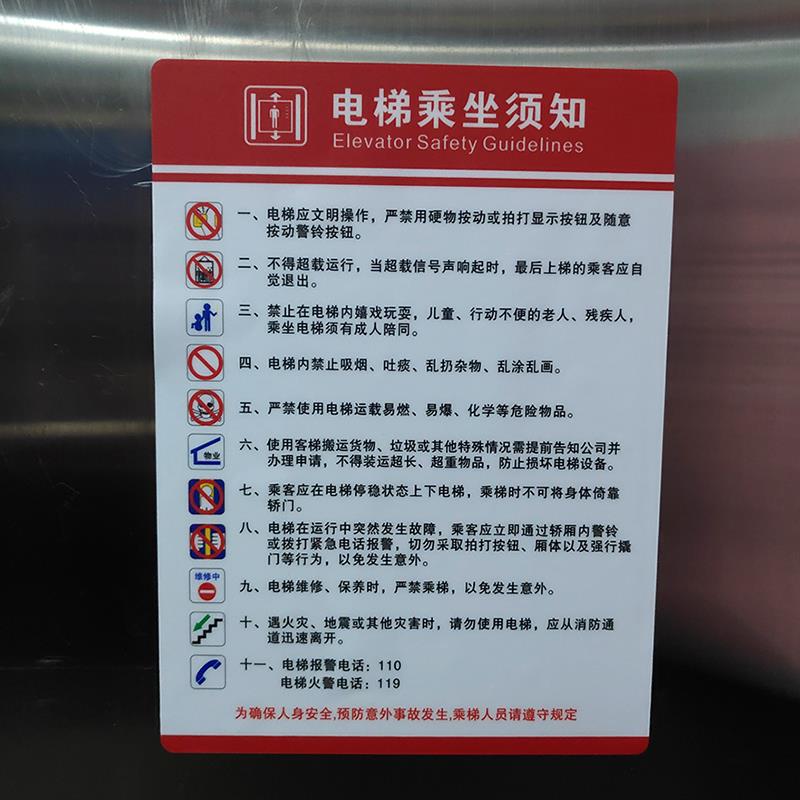 电梯乘坐须知
Elevator Safety Guidelines
一、电梯应文明操作，严禁用硬物按动或拍打显示按钮及随意
按动警铃按钮。
二、不得超载运行，当超载信号声响起时，最后上梯的乘客应自
觉退出。
三、禁止在电梯内嬉戏玩耍，儿童、行动不便的老人、残疾人，
乘坐电梯须有成人陪同。
四、电梯内禁止吸烟、吐痰、乱扔杂物、乱涂乱画。
五、严禁使用电梯运载易燃、易爆、化学等危险物品。
物业
六、使用客梯搬运货物、垃圾或其他特殊情况需提前告知公司并
办理申请，不得装运超长、超重物品，防止损坏电梯设备。
七、乘客应在电梯停稳状态上下电梯，乘梯时不可将身体倚靠
轿门。
八、电梯在运行中突然发生故障，乘客应立即通过轿厢内警铃
或拨打紧急电话报警，切勿采取拍打按钮、厢体以及强行撬
门等行为，以免发生意外。
维修中
九、电梯维修、保养时，严禁乘梯，以免发生意外。
十、遇火灾、地震或其他灾害时，请勿使用电梯，应从消防通
道迅速离开。
十一、电梯报警电话：110
电梯火警电话：119
为确保人身安全,预防意外事故发生,乘梯人员请遵守规定